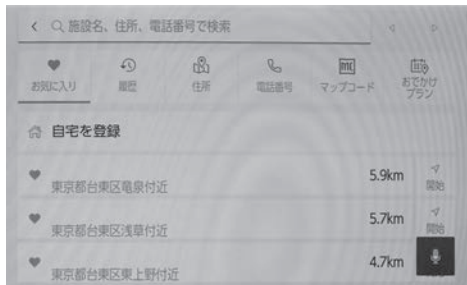 施設名、住所、電話番号で検索
お気に入り 履歴 住所 電話番号 マップコード おでかけ
プラン
自宅を登録
東京都台東区竜泉付近 5.9km 開始
東京都台東区浅草付近 5.7km 開始
東京都台東区東上野付近 4.7km